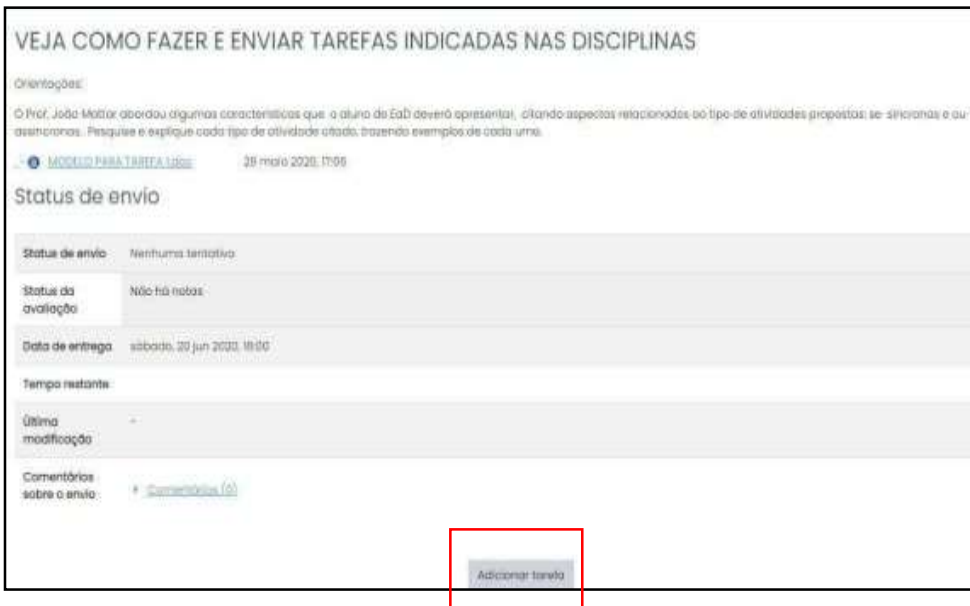 VEJA COMO FAZER E ENVIAR TAREFAS INDICADAS NAS DISCIPLINAS
Orientações:
O Prof. João Mattar abordou algumas características que o aluno de EaD deverá apresentar, citando aspectos relacionados ao tipo de atividades propostas: se síncronas e ou
assíncronas. Pesquise e explique cada tipo de atividade citado, trazendo exemplos de cada uma.
MODELO PARA TAREFA 28 maio 2020, 17:06
Status de envio
Status de envio Nenhuma tentativa
Status da Não há notas
avaliação
Data de entrega sábado, 20 jun 2020, 18:00
Tempo restante
Última -
modificação
Comentários
sobre o envio Comentários (0)
Adicionar tarefa